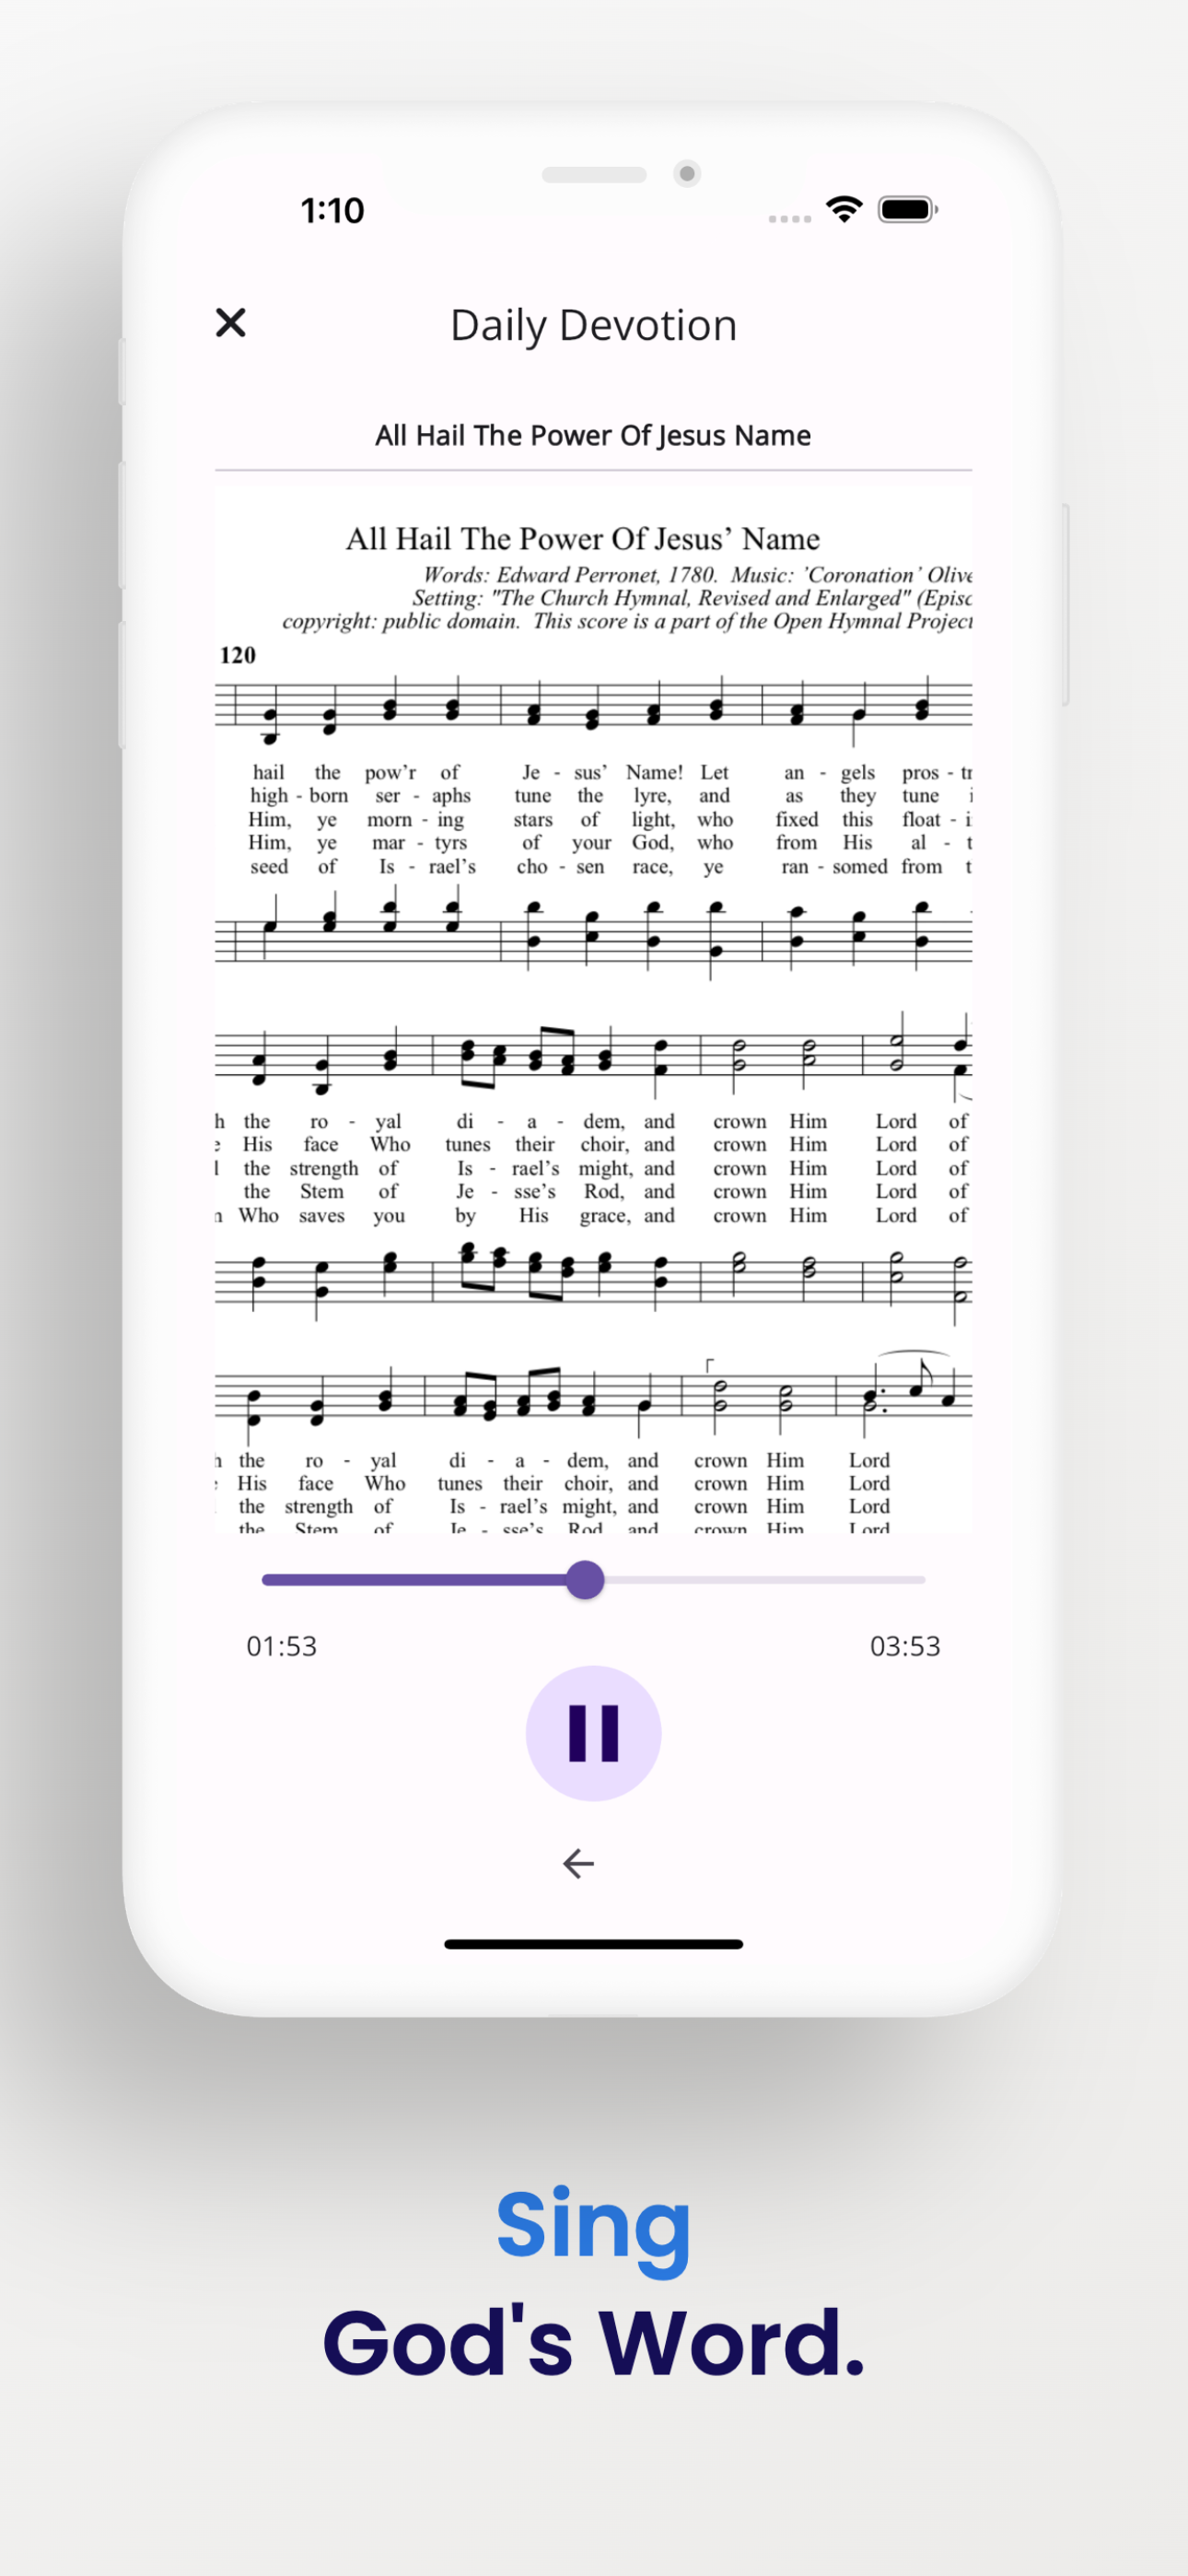 1:10
Daily Devotion
All Hail The Power Of Jesus Name
All Hail The Power Of Jesus’ Name
Words: Edward Perronet, 1780. Music: ’Coronation’ Olive
Setting: "The Church Hymnal, Revised and Enlarged" (Episc
copyright: public domain. This score is a part of the Open Hymnal Project
120
hail the pow’r of Je - sus’ Name! Let an - gels pros - tr
high - born ser - aphs tune the lyre, and as they tune
Him, ye morn - ing stars of light, who fixed this float - i
Him, ye mar - tyrs of your God, who from His al - t
seed of Is - rael’s cho - sen race, ye ran - somed from t
h the ro - yal di - a - dem, and crown Him Lord of
e His face Who tunes their choir, and crown Him Lord of
the strength of Is - rael’s might, and crown Him Lord of
the Stem of Je - sse’s Rod, and crown Him Lord of
Who saves you by His grace, and crown Him Lord of
h the ro - yal di - a - dem, and crown Him Lord
His face Who tunes their choir, and crown Him Lord
the strength of Is - rael’s might, and crown Him Lord
the Stem of Je - sse’s Rod and crown Him Lord
01:53
03:53
Sing
God's Word.